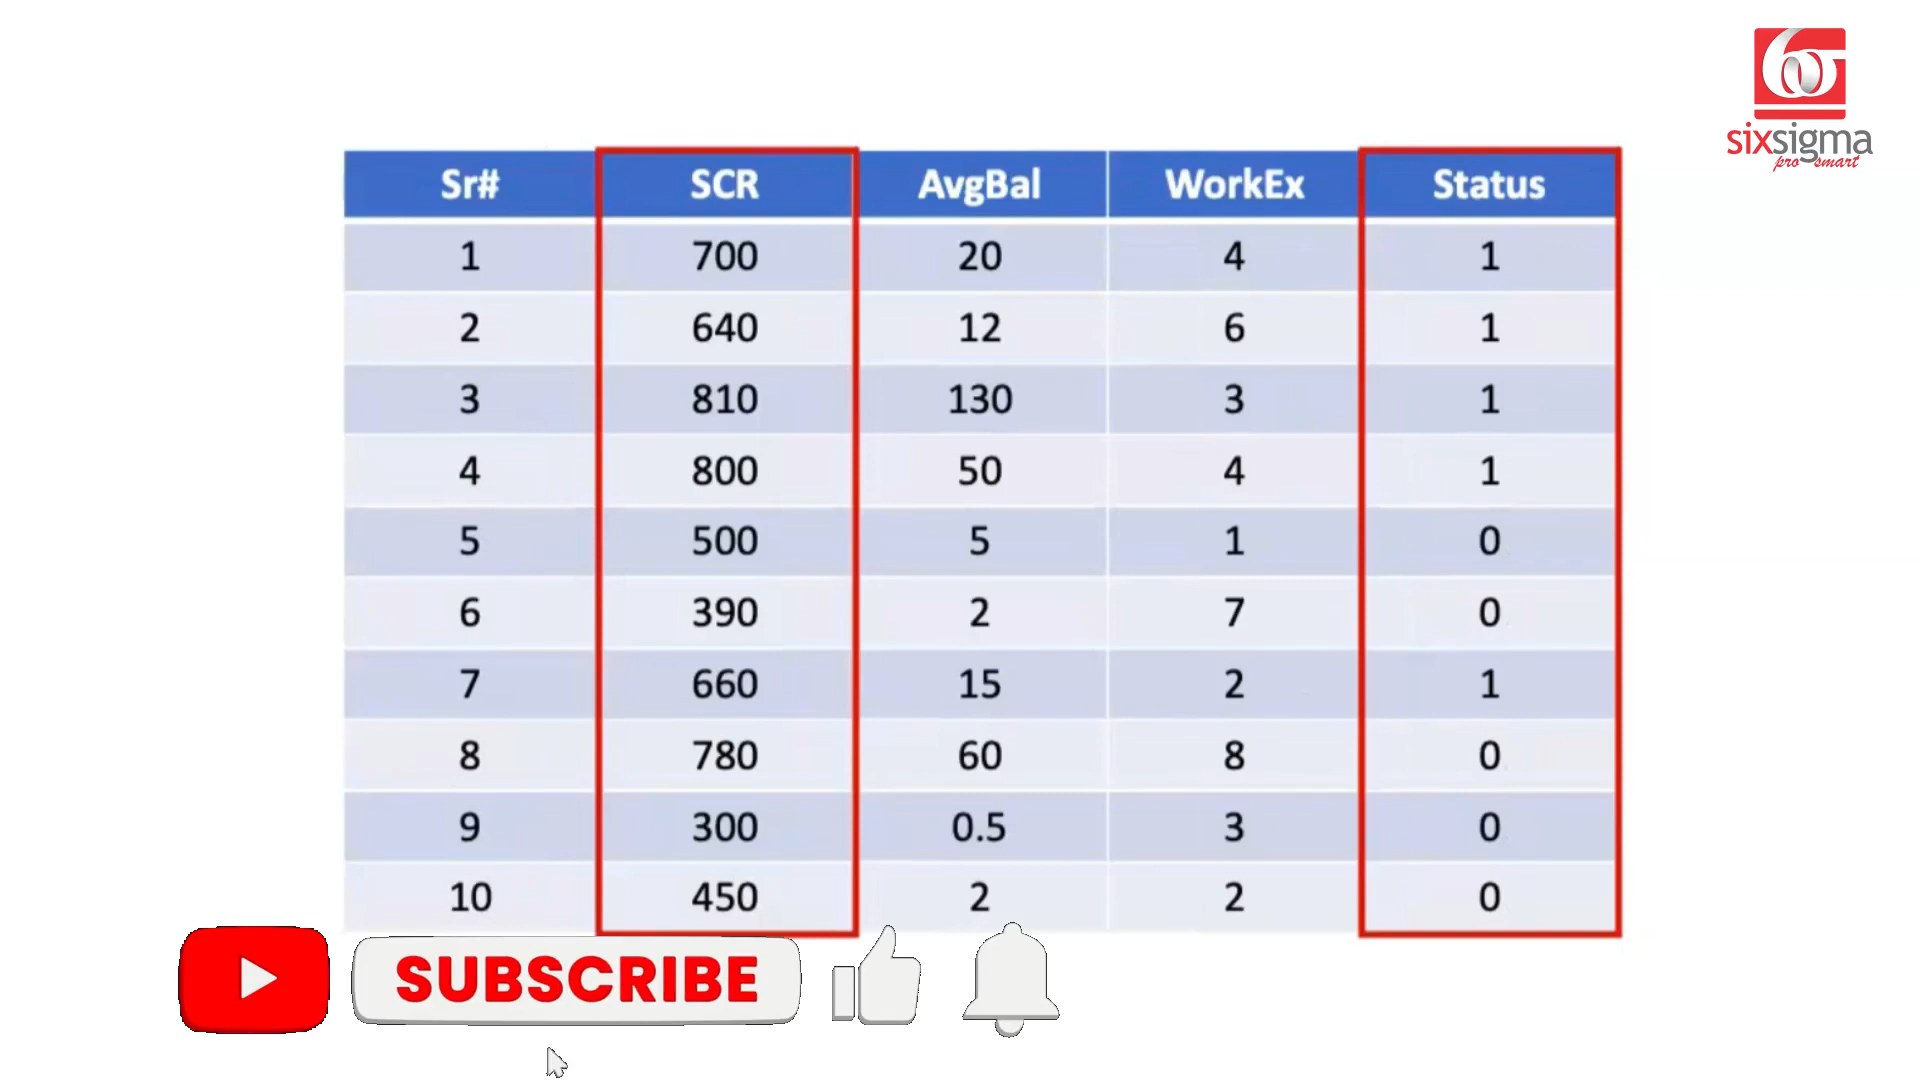 6σ
sixsigma
pro smart
Sr# SCR AvgBal WorkEx Status
1 700 20 4 1
2 640 12 6 1
3 810 130 3 1
4 800 50 4 1
5 500 5 1 0
6 390 2 7 0
7 660 15 2 1
8 780 60 8 0
9 300 0.5 3 0
10 450 2 2 0
SUBSCRIBE